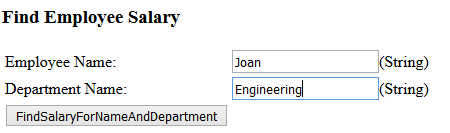 Find Employee Salary
Employee Name: Joan (String)
Department Name: Engineering (String)
FindSalaryForNameAndDepartment